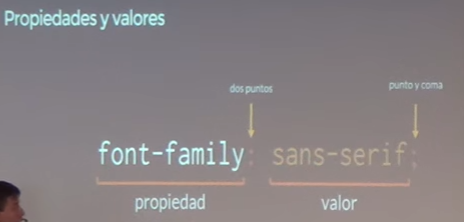 Propiedades y valores
dos puntos
punto y coma
font-family: sans-serif;
propiedad
valor